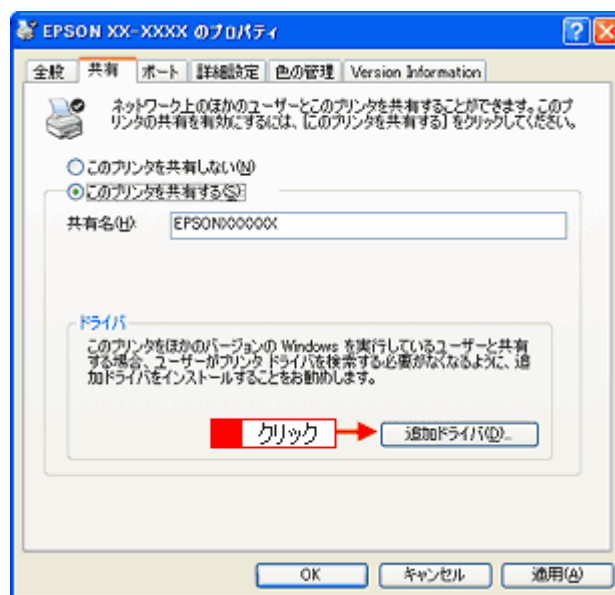 EPSON XX-XXXX のプロパティ
全般 共有 ポート 詳細設定 色の管理 Version Information
ネットワーク上のほかのユーザーとこのプリンタを共有することができます。このプ
リンタの共有を有効にするには、[このプリンタを共有する] をクリックしてください。
このプリンタを共有しない(N)
このプリンタを共有する(S)
共有名(H): EPSONXXXXXX
ドライバ
このプリンタをほかのバージョンの Windows を実行しているユーザーと共有
する場合、ユーザーがプリンタ ドライバを検索する必要がなくなるように、追
加ドライバをインストールすることをお勧めします。
クリック 追加ドライバ(D)...
OK キャンセル 適用(A)